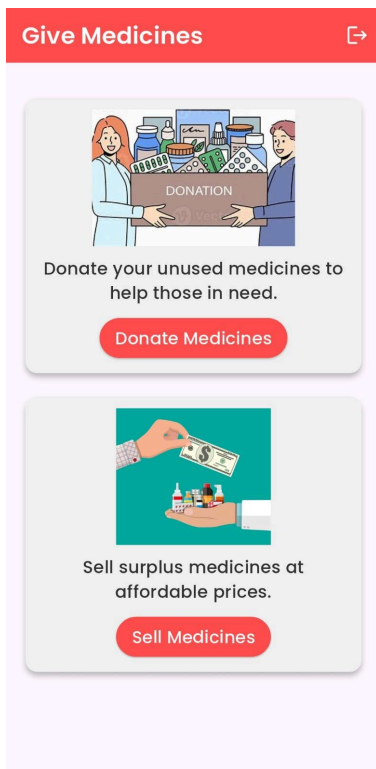 Give Medicines
DONATION
Donate your unused medicines to
help those in need.
Donate Medicines
$
Sell surplus medicines at
affordable prices.
Sell Medicines